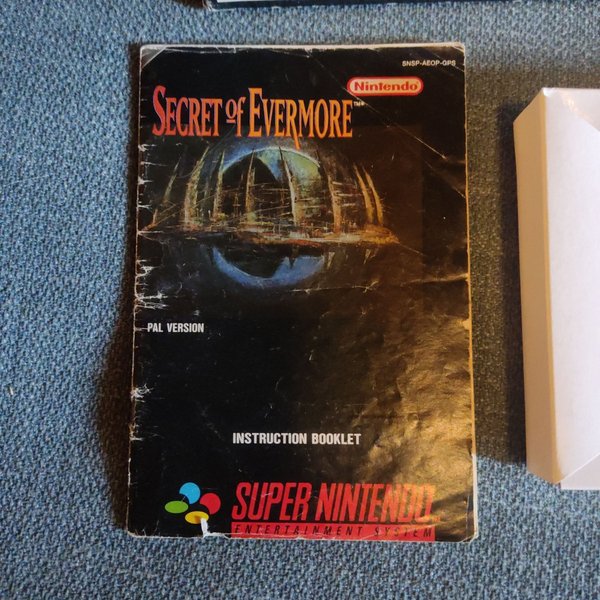 SNSP-AEOP-GPS
Nintendo
SECRET of EVERMORE™
PAL VERSION
INSTRUCTION BOOKLET
SUPER NINTENDO
ENTERTAINMENT SYSTEM